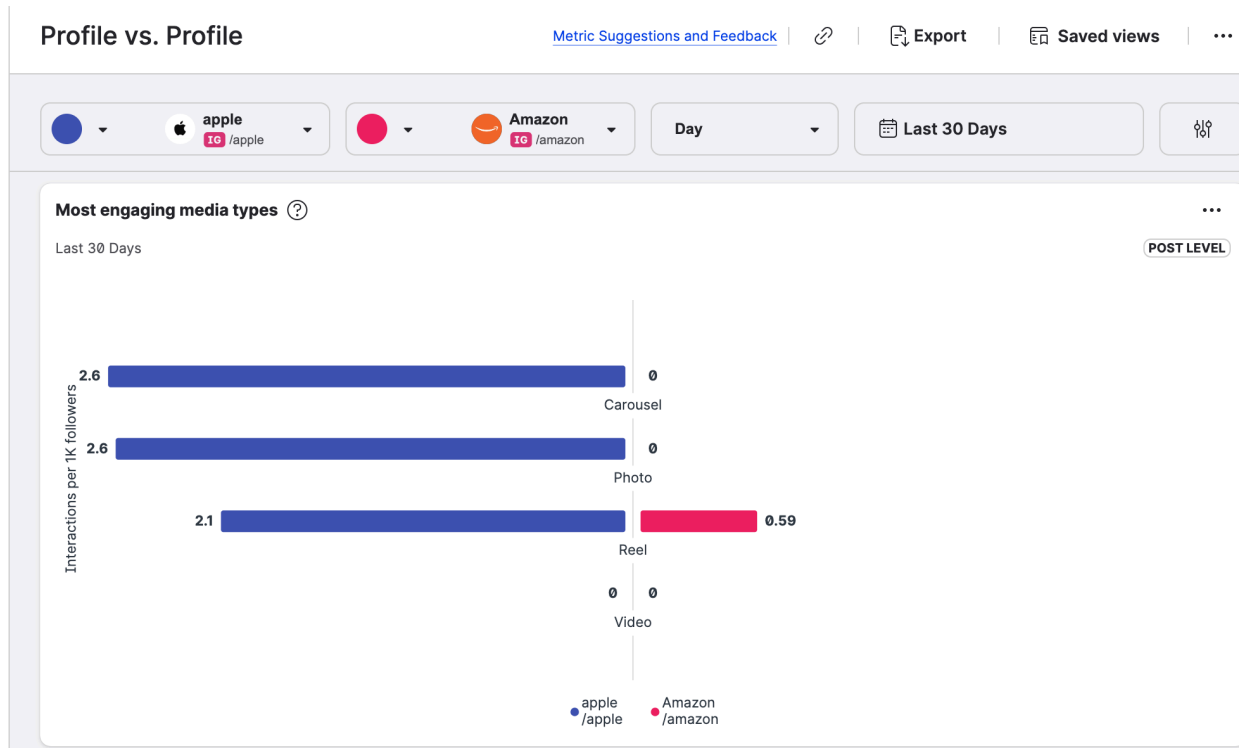 Profile vs. Profile
Metric Suggestions and Feedback
Export
Saved views
apple
IG /apple
Amazon
IG /amazon
Day
Last 30 Days
Most engaging media types ?
Last 30 Days
POST LEVEL
Interactions per 1K followers
2.6
0
Carousel
2.6
0
Photo
2.1
0.59
Reel
0
0
Video
apple
/apple
Amazon
/amazon